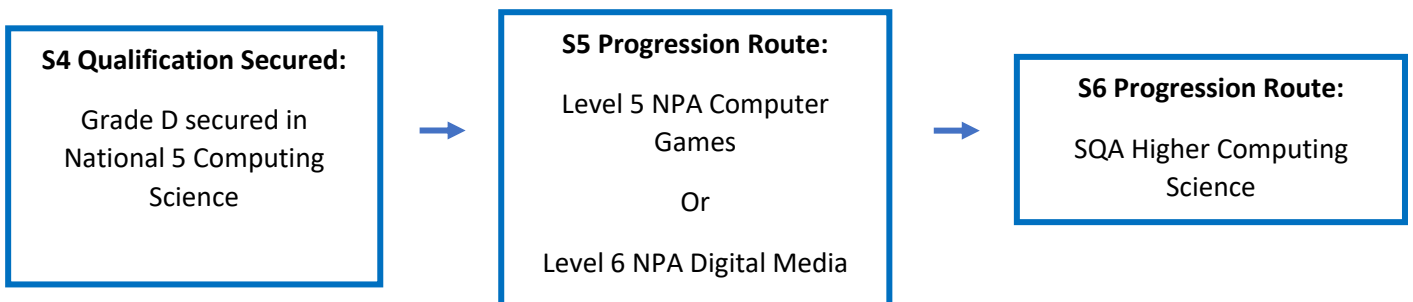 S4 Qualification Secured:
Grade D secured in
National 5 Computing
Science
S5 Progression Route:
Level 5 NPA Computer
Games
Or
Level 6 NPA Digital Media
S6 Progression Route:
SQA Higher Computing
Science